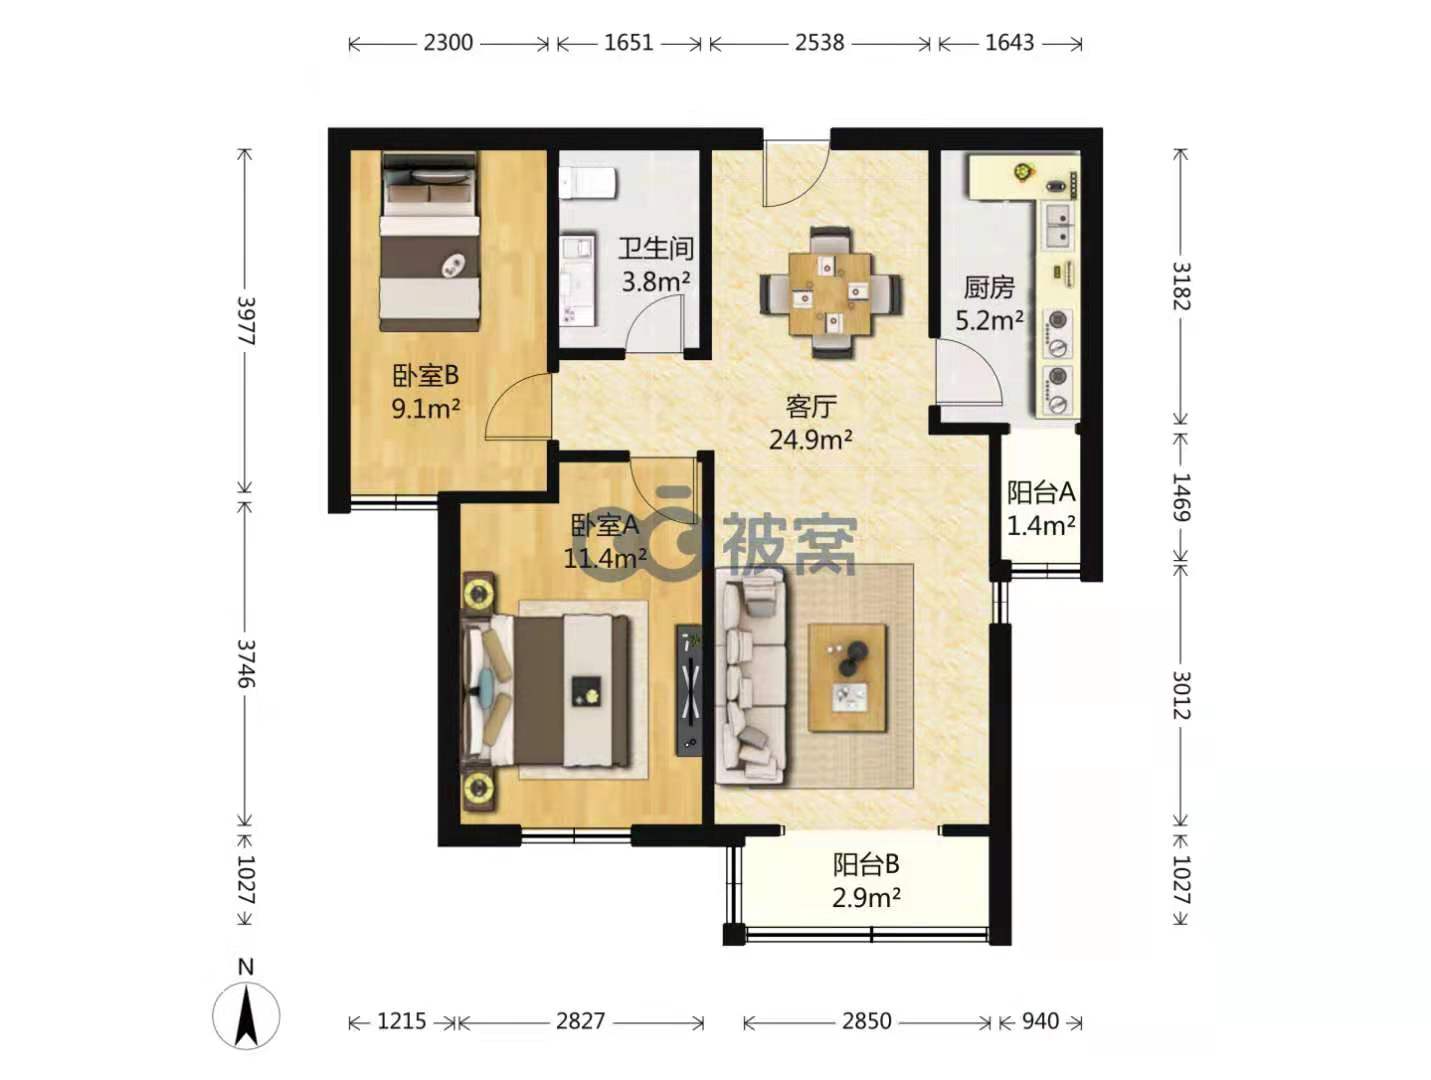 2300 1651 2538 1643
卫生间
3.8m²
3977
3182
厨房
5.2m²
卧室B
9.1m²
客厅
24.9m²
阳台A
1.4m²
1469
卧室A
11.4m²
被窝
3746
3012
阳台B
2.9m²
1027
1027
N
1215 2827 2850 940